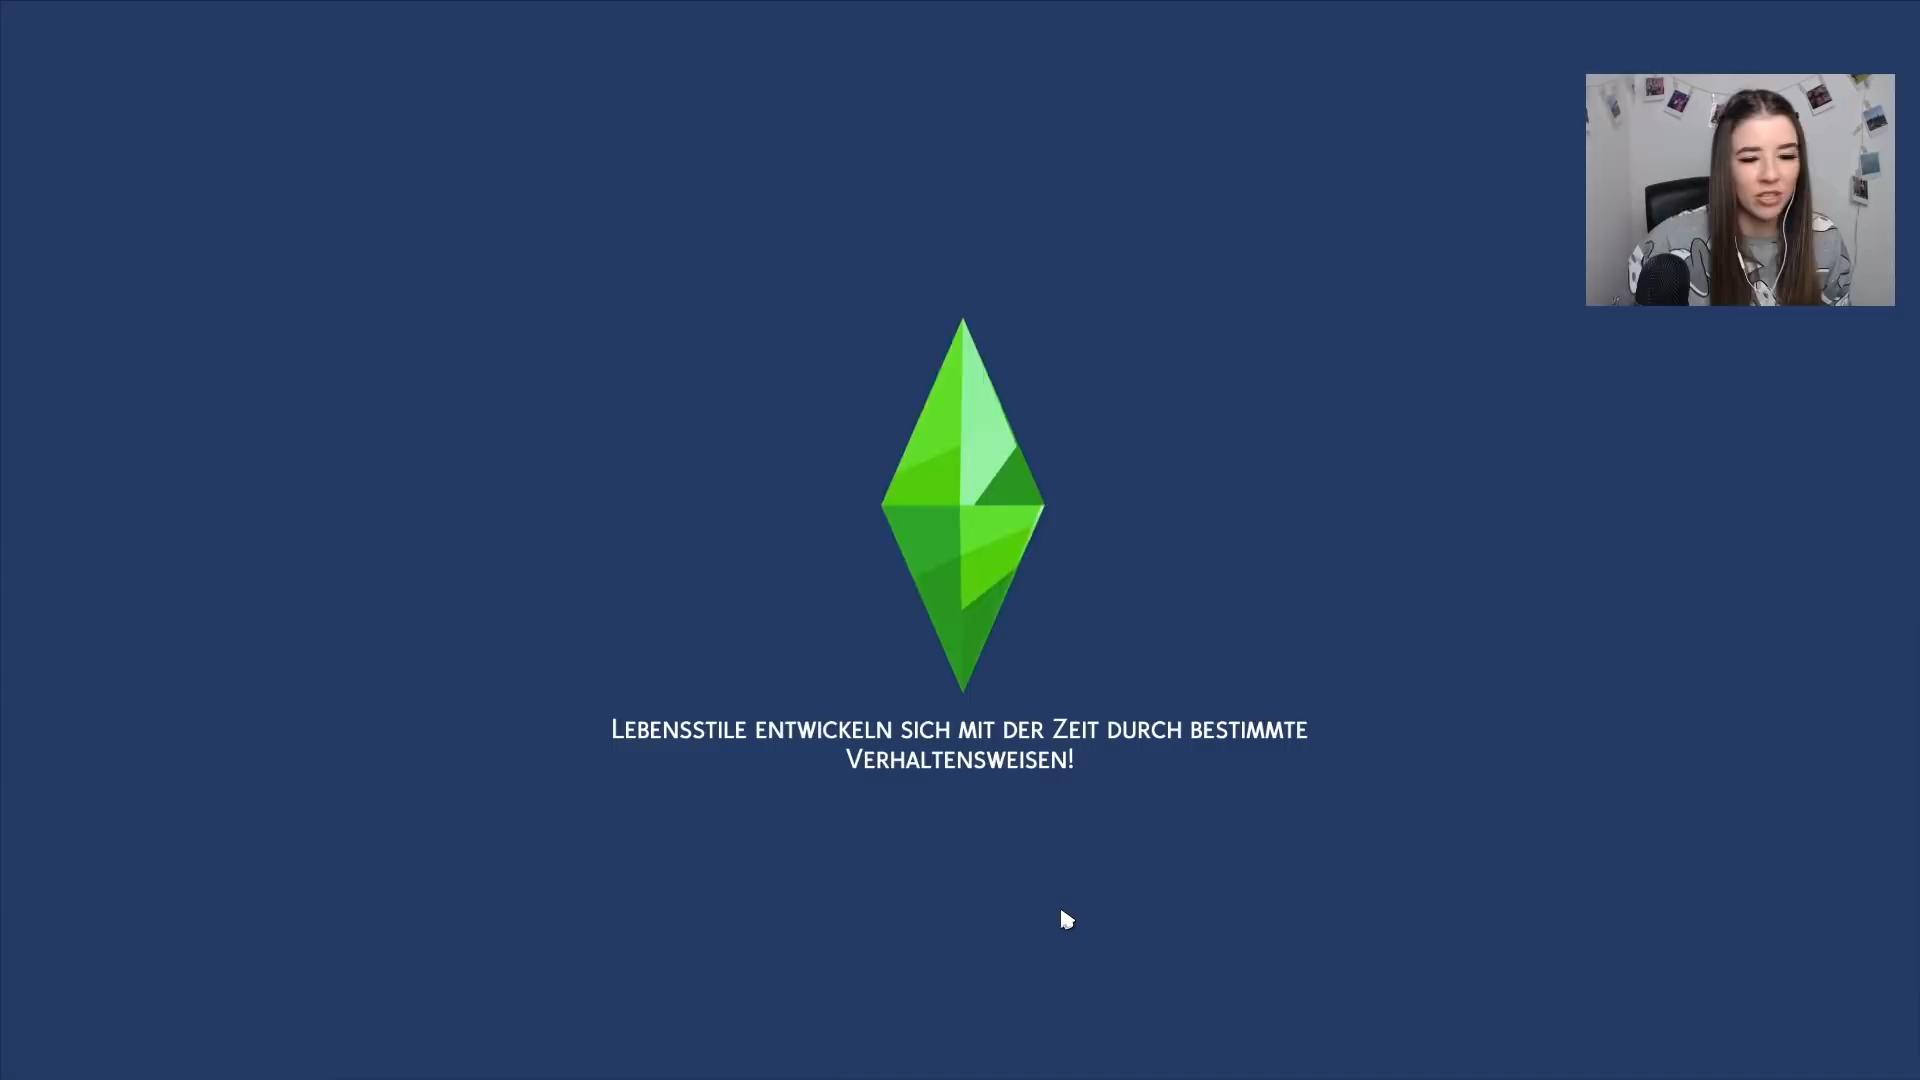 Lebensstile entwickeln sich mit der Zeit durch bestimmte
Verhaltensweisen!